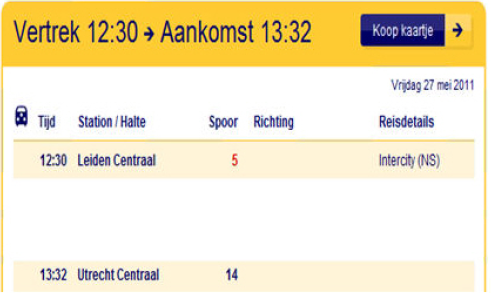 Vertrek 12:30 → Aankomst 13:32 Koop kaartje →
Vrijdag 27 mei 2011
Tijd Station / Halte Spoor Richting Reisdetails
12:30 Leiden Centraal 5 Intercity (NS)
13:32 Utrecht Centraal 14